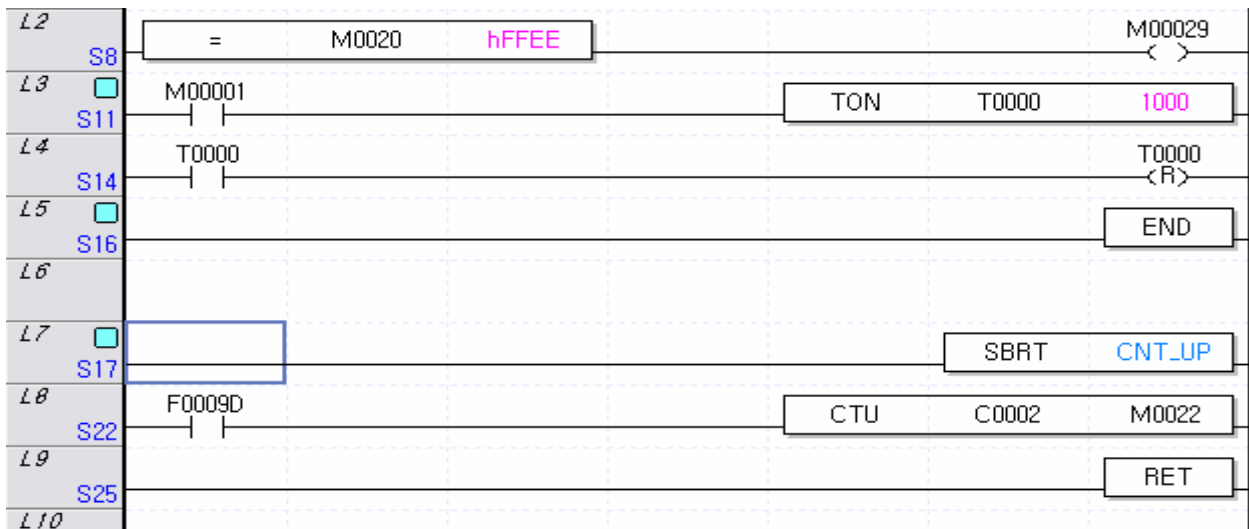 L2
S8
= M0020 hFFEE
M00029
( )
L3
S11
M00001
TON T0000 1000
L4
S14
T0000
T0000
(R)
L5
S16
END
L6
L7
S17
SBRT CNT_UP
L8
S22
F0009D
CTU C0002 M0022
L9
S25
RET
L10